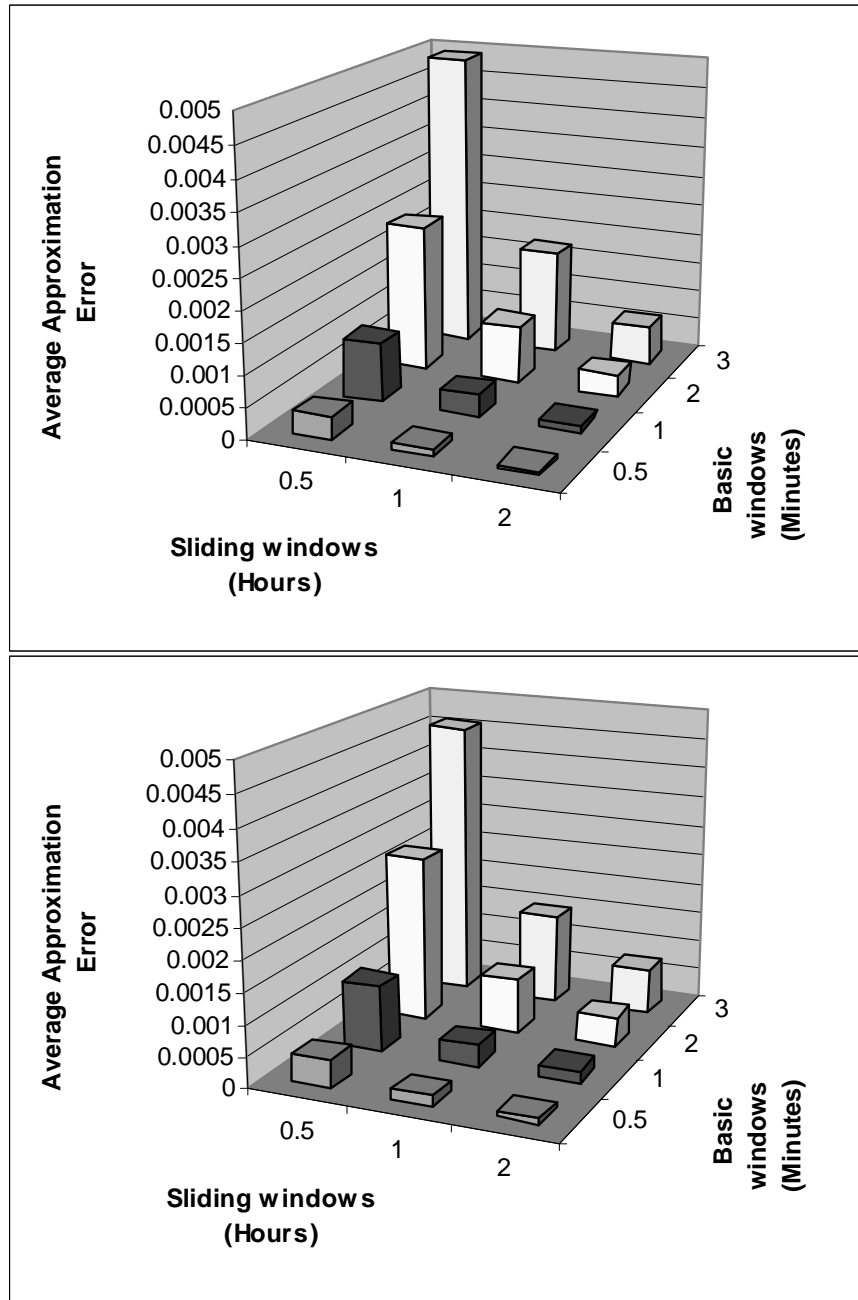 0.005
0.0045
0.004
0.0035
0.003
0.0025
0.002
0.0015
0.001
0.0005
0
Average Approximation
Error
0.5
1
2
Sliding windows
(Hours)
0.5
1
2
3
Basic
windows
(Minutes)
0.005
0.0045
0.004
0.0035
0.003
0.0025
0.002
0.0015
0.001
0.0005
0
Average Approximation
Error
0.5
1
2
Sliding windows
(Hours)
0.5
1
2
3
Basic
windows
(Minutes)